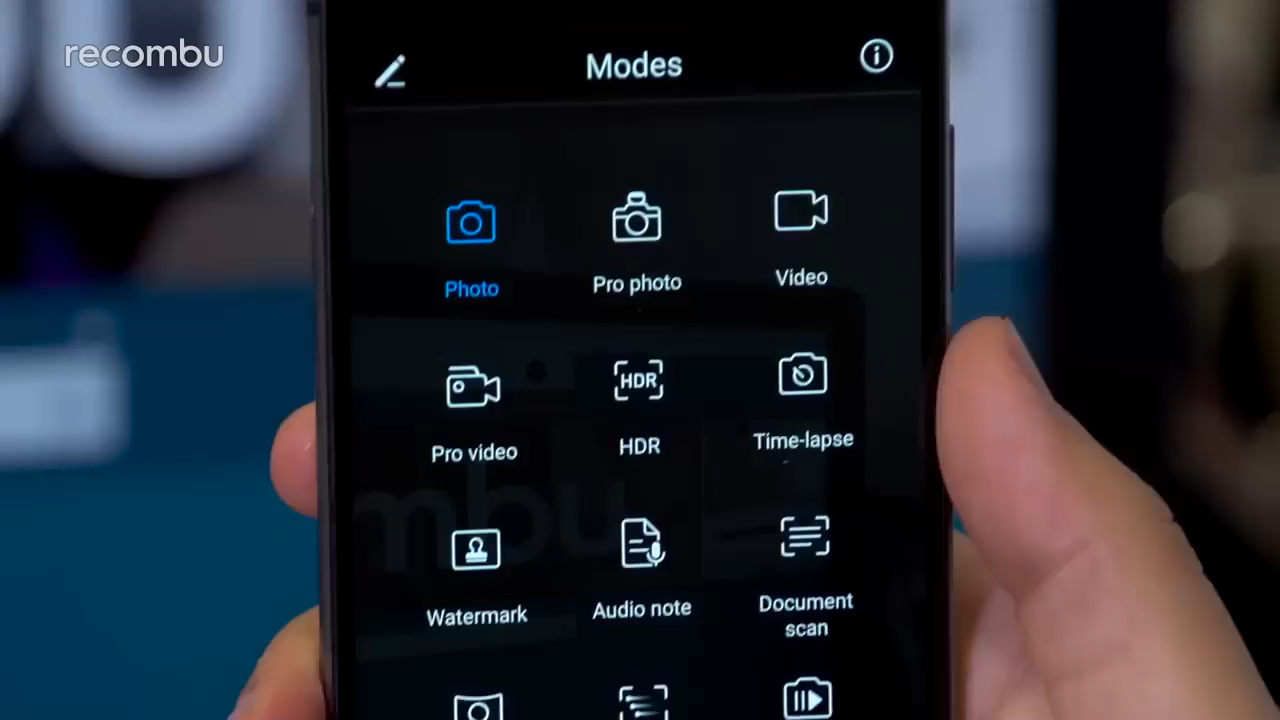 recombu
Modes
Photo
Pro photo
Video
Pro video
HDR
HDR
Time-lapse
Watermark
Audio note
Document
scan